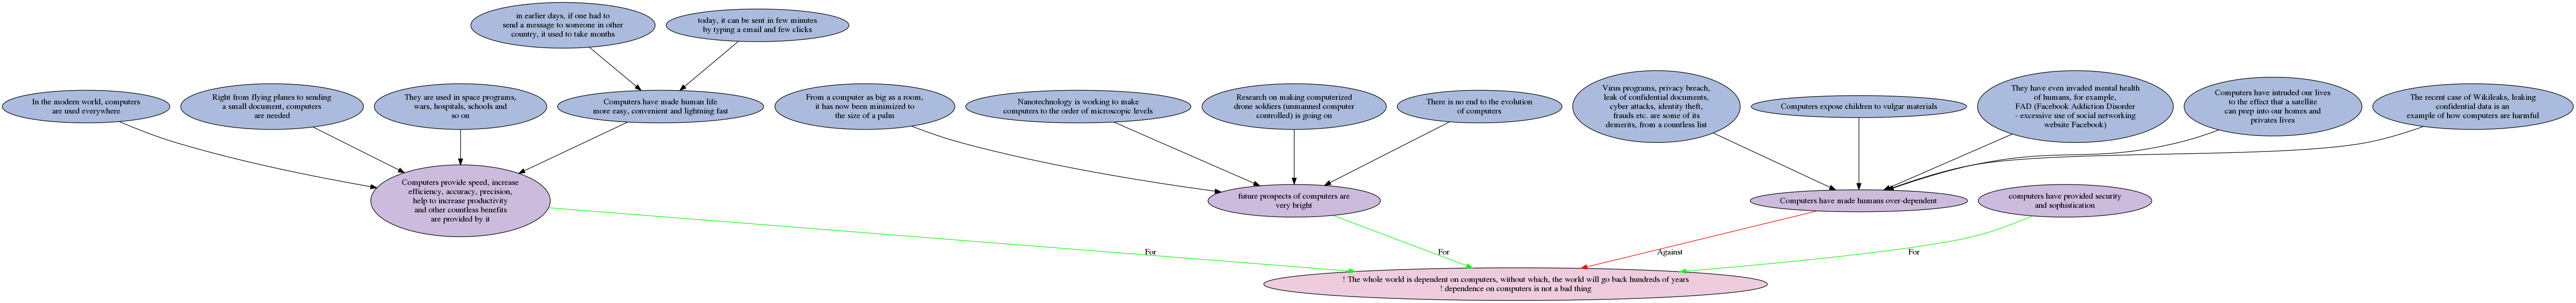 in earlier days, if one had to
send a message to someone in other
country, it used to take months
today, it can be sent in few minutes
by typing a email and few clicks
In the modern world, computers
are used everywhere
Right from flying planes to sending
a small document, computers
are needed
They are used in space programs,
wars, hospitals, schools and
so on
Computers have made human life
more easy, convenient and lightning fast
From a computer as big as a room,
it has now been minimized to
the size of a palm
Nanotechnology is working to make
computers to the order of microscopic levels
Research on making computerized
drone soldiers (unmanned computer
controlled) is going on
There is no end to the evolution
of computers
Virus programs, privacy breach,
leak of confidential documents,
cyber attacks, identity theft,
frauds etc. are some of its
demerits, from a countless list
Computers expose children to vulgar materials
They have even invaded mental health
of humans, for example,
FAD (Facebook Addiction Disorder
- excessive use of social networking
website Facebook)
Computers have intruded our lives
to the effect that a satellite
can peep into our homes and
privates lives
The recent case of Wikileaks, leaking
confidential data is an
example of how computers are harmful
Computers provide speed, increase
efficiency, accuracy, precision,
help to increase productivity
and other countless benefits
are provided by it
future prospects of computers are
very bright
Computers have made humans over-dependent
computers have provided security
and sophistication
For
For
Against
For
! The whole world is dependent on computers, without which, the world will go back hundreds of years
! dependence on computers is not a bad thing